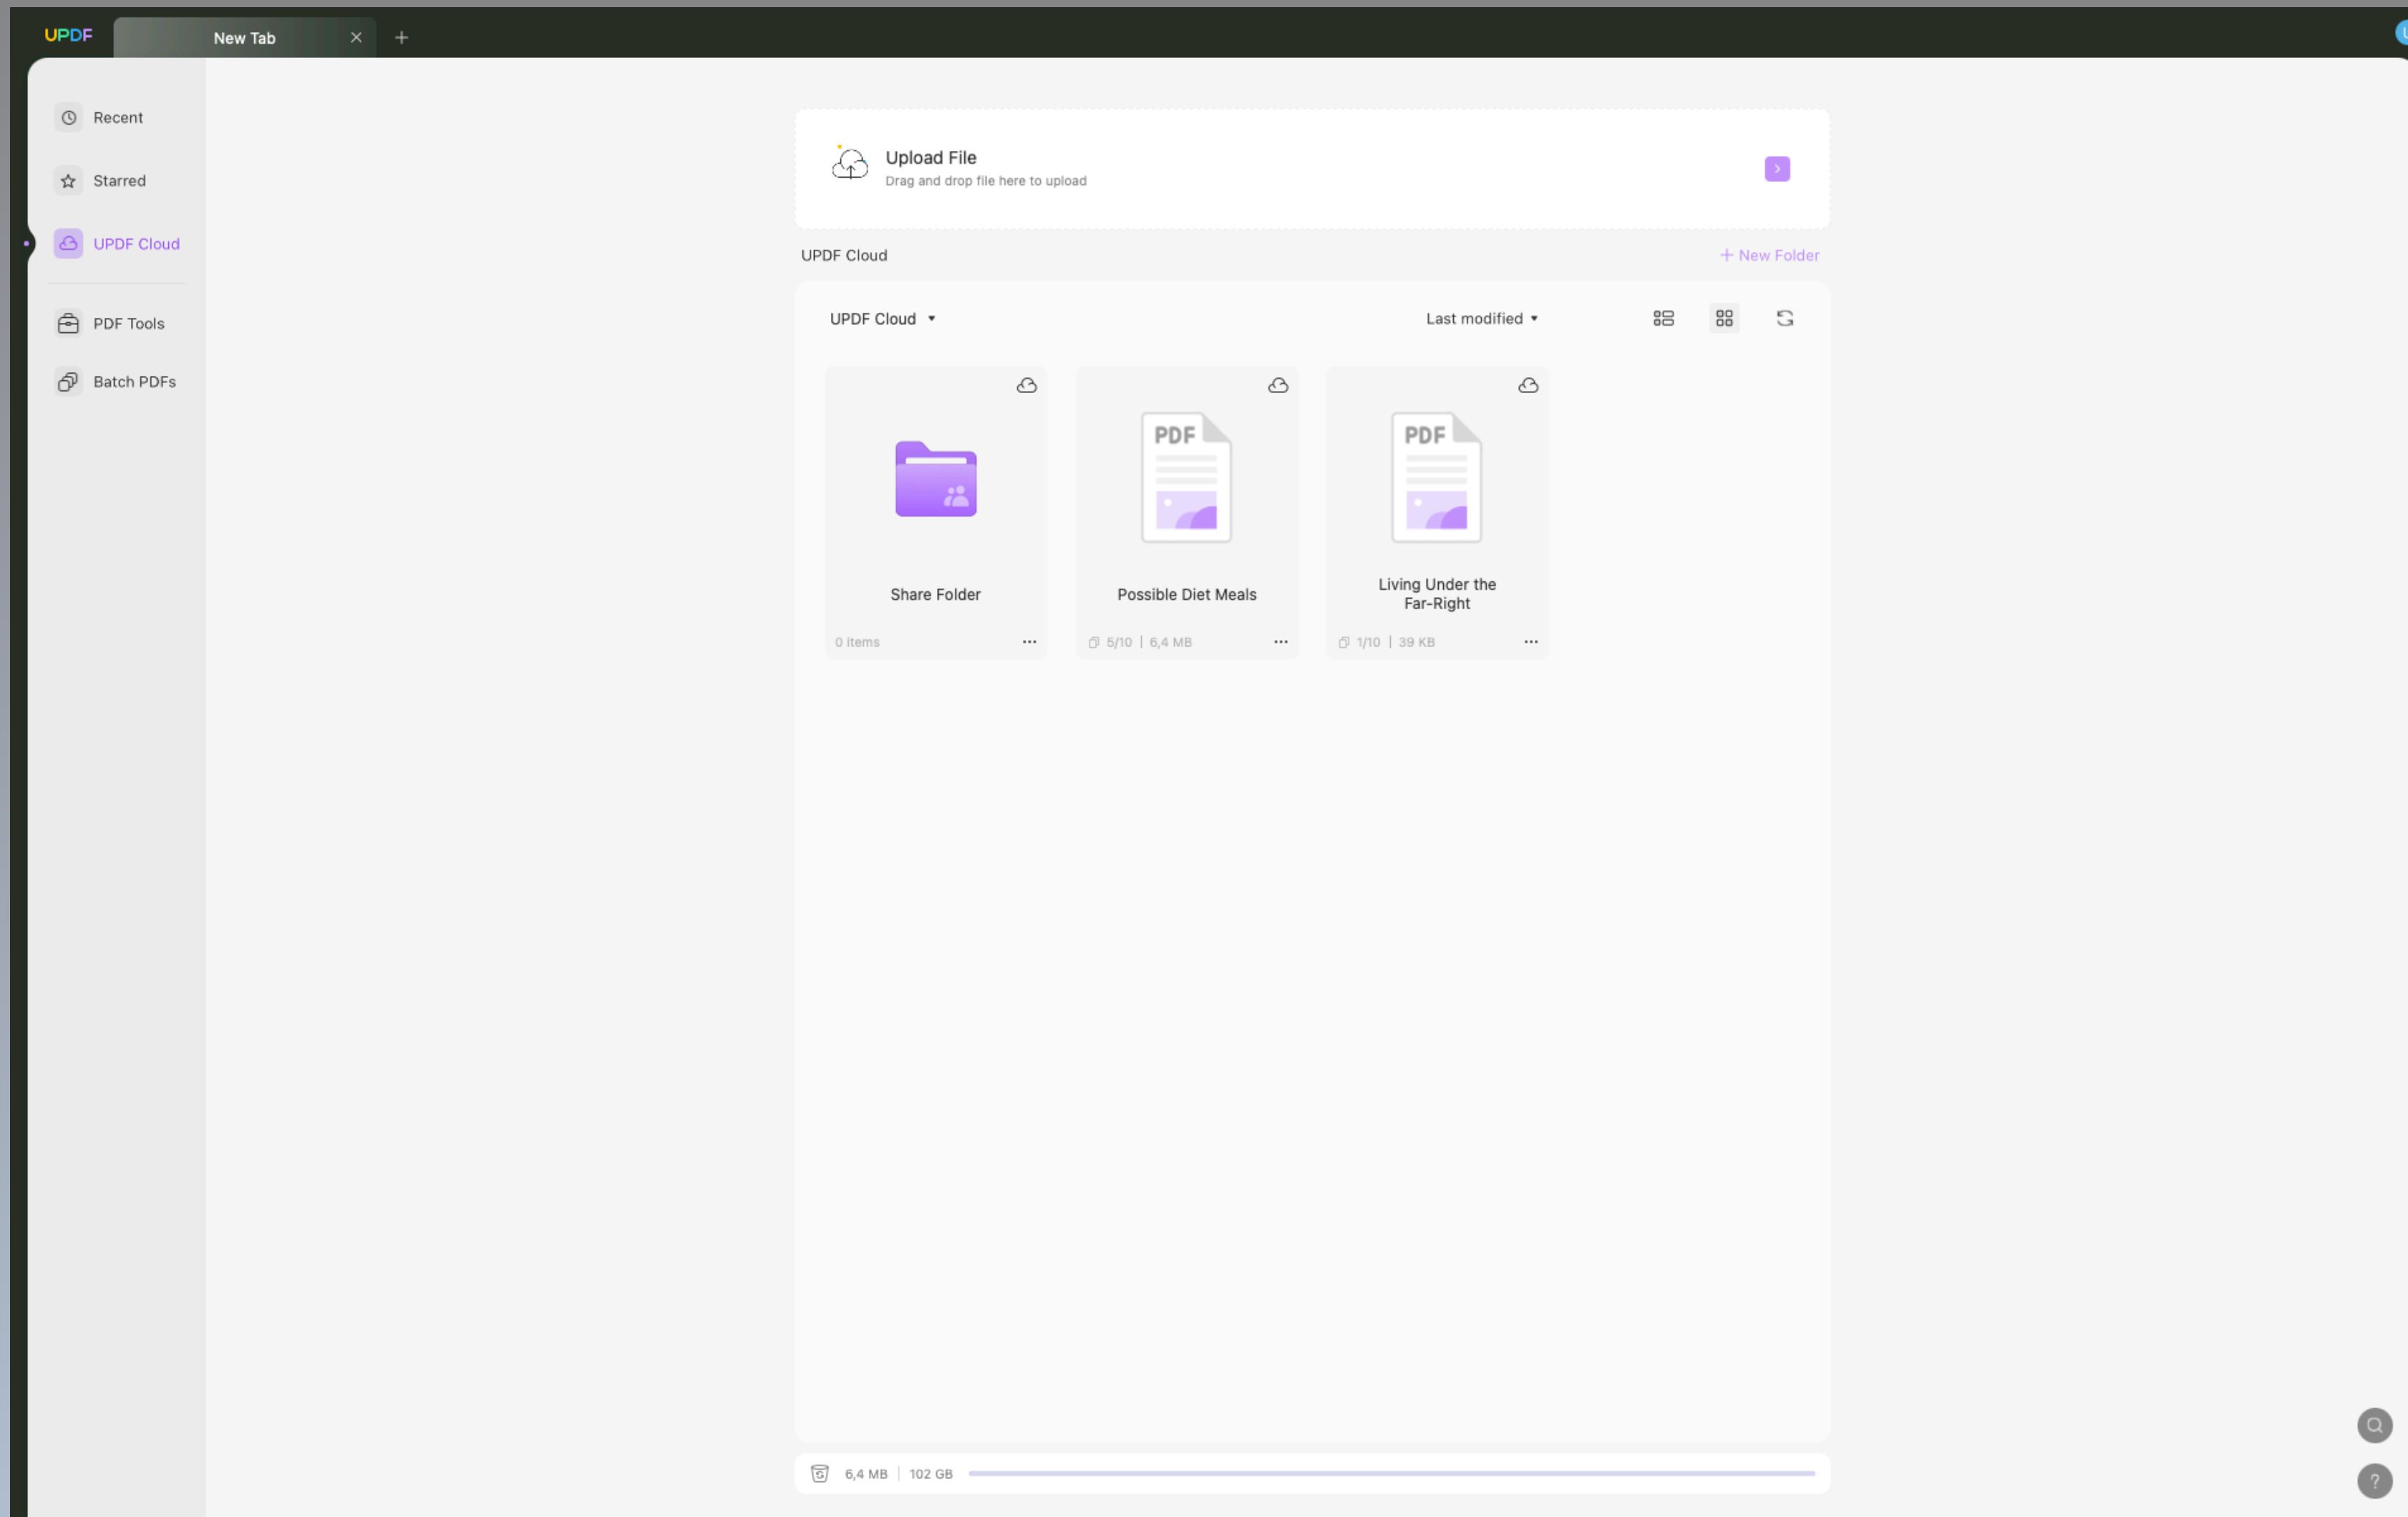 UPDF
New Tab
Recent
Starred
UPDF Cloud
PDF Tools
Batch PDFs
Upload File
Drag and drop file here to upload
UPDF Cloud
+ New Folder
UPDF Cloud
Last modified
PDF
PDF
Share Folder
Possible Diet Meals
Living Under the
Far-Right
0 items
5/10 | 6,4 MB
1/10 | 39 KB
6,4 MB | 102 GB
?